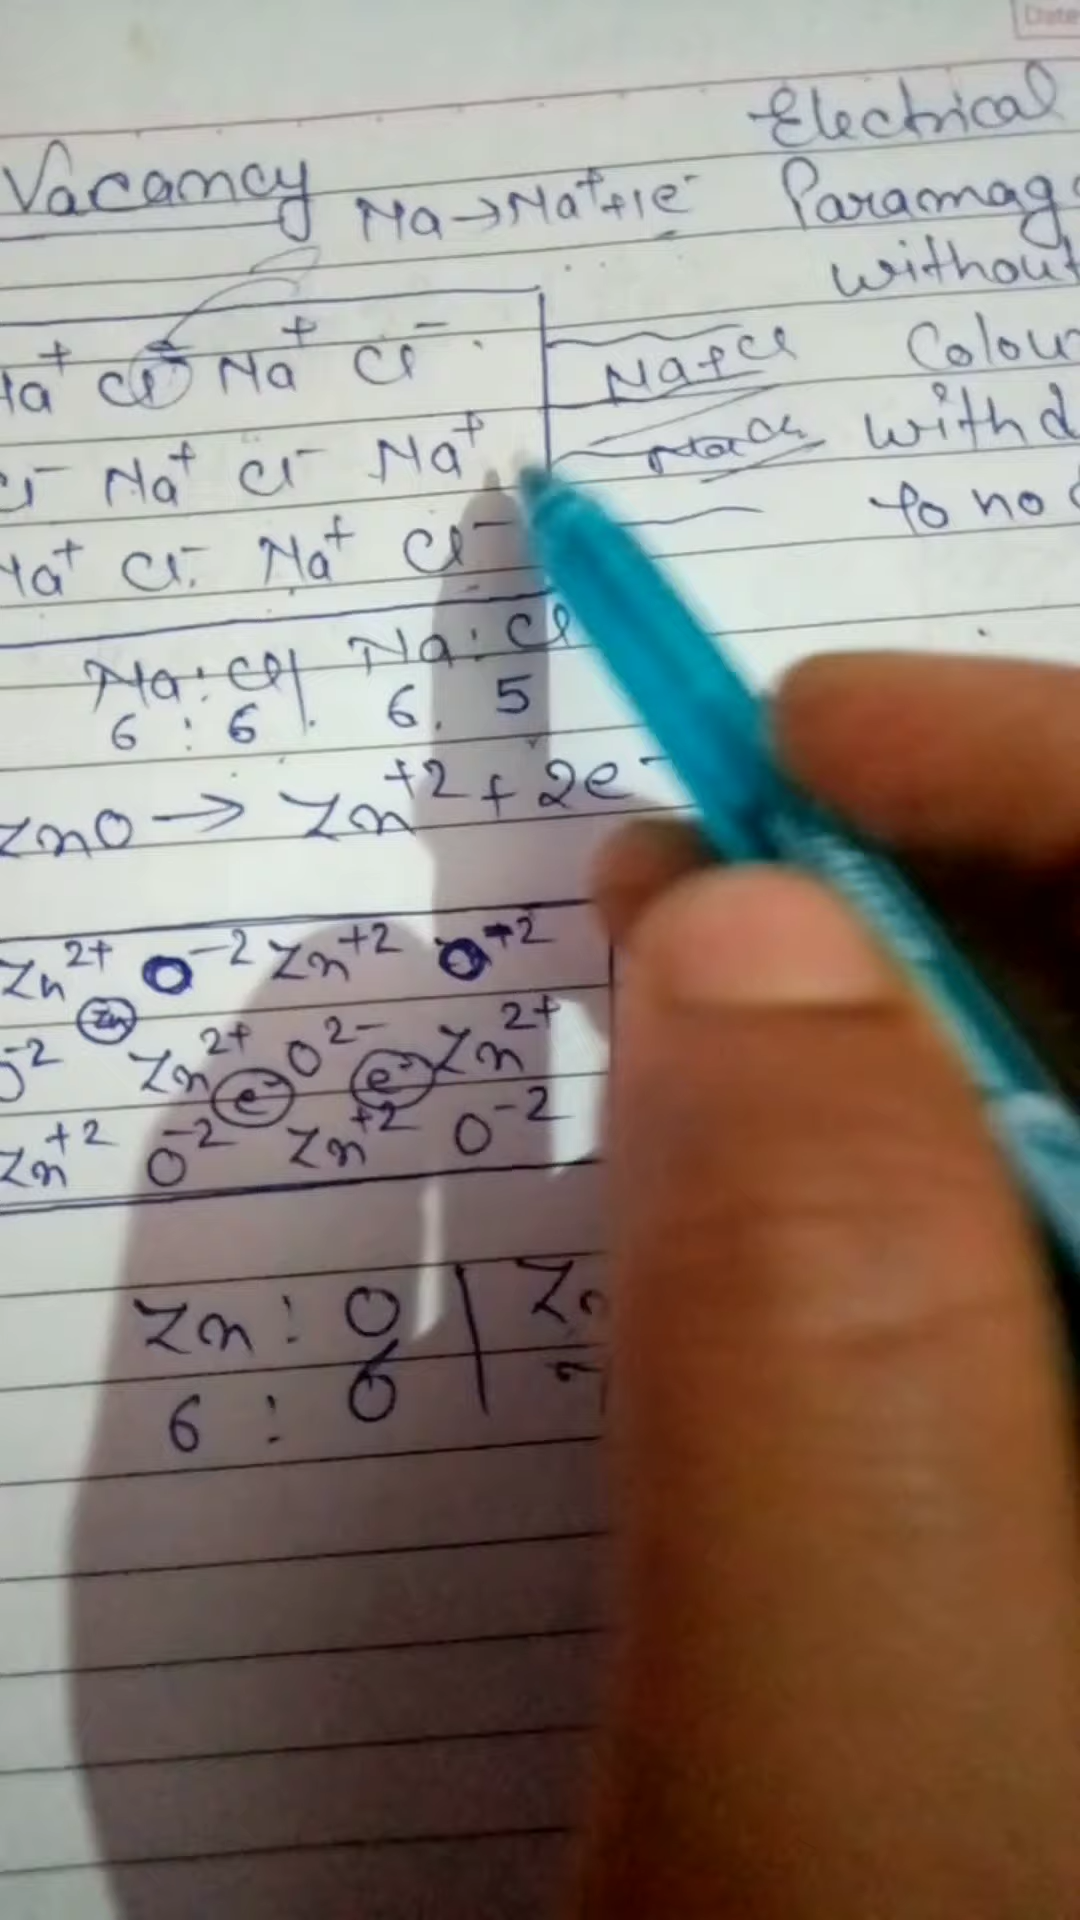 Date
Electrical
Vacancy Na→Na⁺+1e⁻
without
Cl⁻ Na⁺ Cl⁻
Na+Cl
Na⁺ Cl⁻ Na⁺
with
Cl⁻ Na⁺ Cl⁻
to no
Na : Cl | Na : Cl
6 : 6 | 6 . 5
ZnO → Zn⁺² + 2e⁻
Zn²⁺ O⁻² Zn⁺² O⁻²
Zn
Zn²⁺ O²⁻ Zn²⁺
e⁻ e⁻
Zn⁺² O⁻² Zn⁺² O⁻²
Zn : O |
6 : 6 |